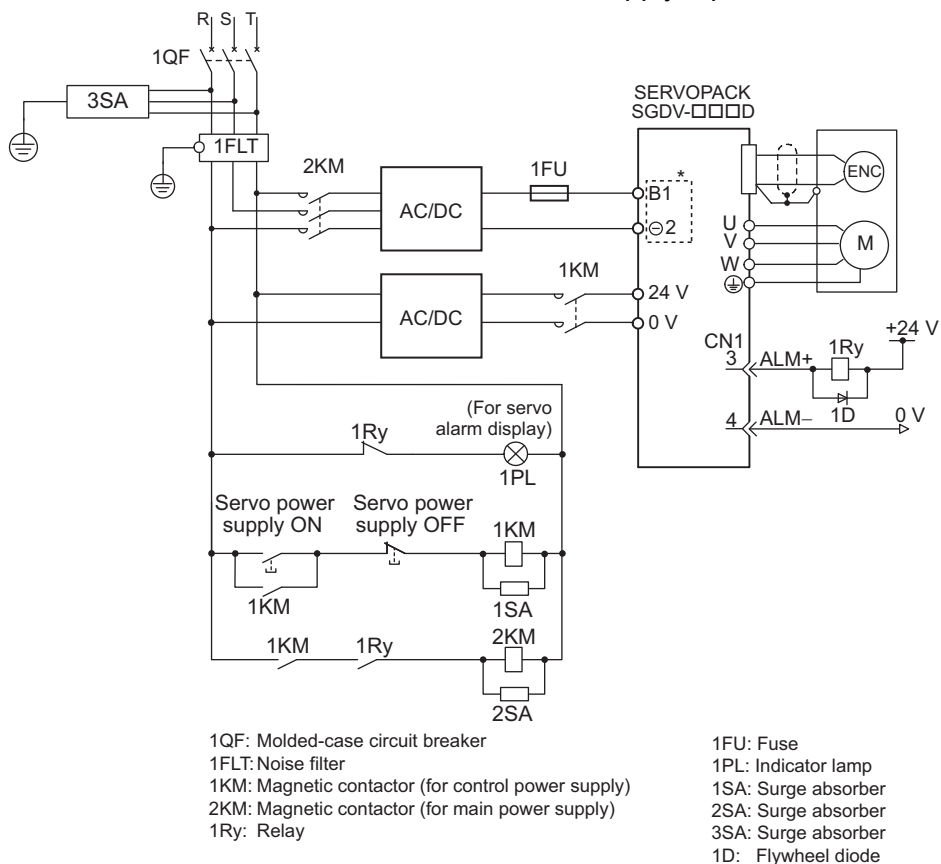 R S T
1QF
3SA
1FLT
2KM
AC/DC
1FU
SERVOPACK
SGDV-□□□D
*
B1
⊖2
ENC
U
V
W
M
AC/DC
1KM
24 V
0 V
CN1
3 ALM+
1Ry
+24 V
1D
4 ALM−
0 V
(For servo
alarm display)
1Ry
1PL
Servo power
supply ON
Servo power
supply OFF
1KM
1KM
1SA
1KM
1Ry
2KM
2SA
1QF: Molded-case circuit breaker
1FLT: Noise filter
1KM: Magnetic contactor (for control power supply)
2KM: Magnetic contactor (for main power supply)
1Ry: Relay
1FU: Fuse
1PL: Indicator lamp
1SA: Surge absorber
2SA: Surge absorber
3SA: Surge absorber
1D: Flywheel diode